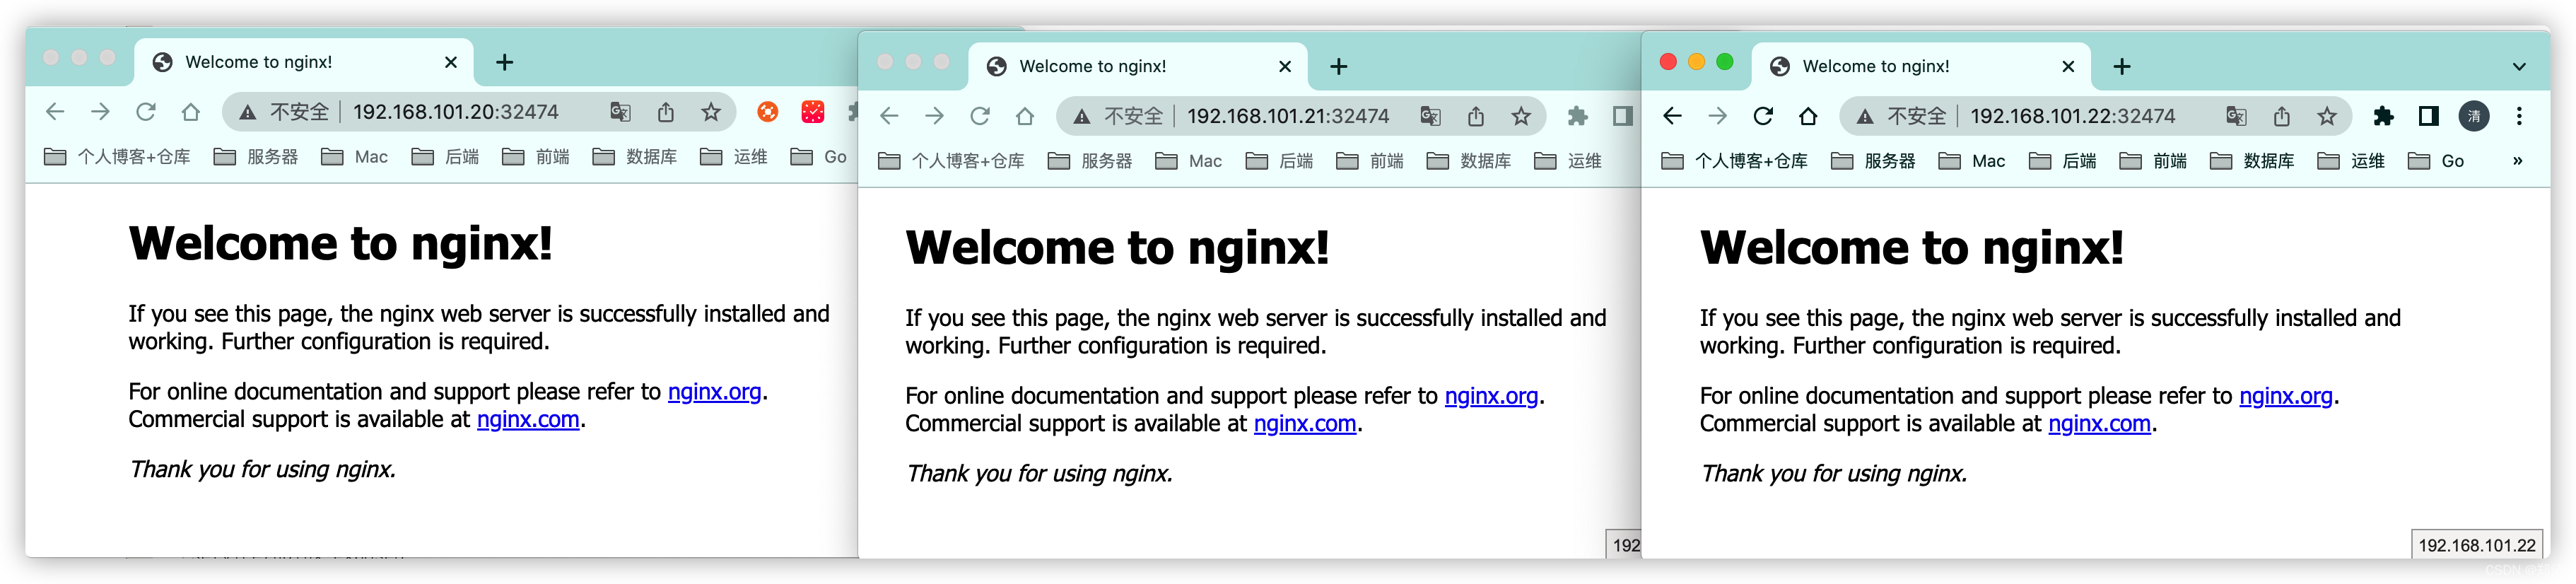 Welcome to nginx!
不安全 192.168.101.20:32474
个人博客+仓库 服务器 Mac 后端 前端 数据库 运维 Go
Welcome to nginx!
If you see this page, the nginx web server is successfully installed and
working. Further configuration is required.
For online documentation and support please refer to nginx.org.
Commercial support is available at nginx.com.
Thank you for using nginx.
Welcome to nginx!
不安全 192.168.101.21:32474
个人博客+仓库 服务器 Mac 后端 前端 数据库 运维
Welcome to nginx!
If you see this page, the nginx web server is successfully installed and
working. Further configuration is required.
For online documentation and support please refer to nginx.org.
Commercial support is available at nginx.com.
Thank you for using nginx.
192
Welcome to nginx!
不安全 192.168.101.22:32474
清
个人博客+仓库 服务器 Mac 后端 前端 数据库 运维 Go »
Welcome to nginx!
If you see this page, the nginx web server is successfully installed and
working. Further configuration is required.
For online documentation and support please refer to nginx.org.
Commercial support is available at nginx.com.
Thank you for using nginx.
192.168.101.22